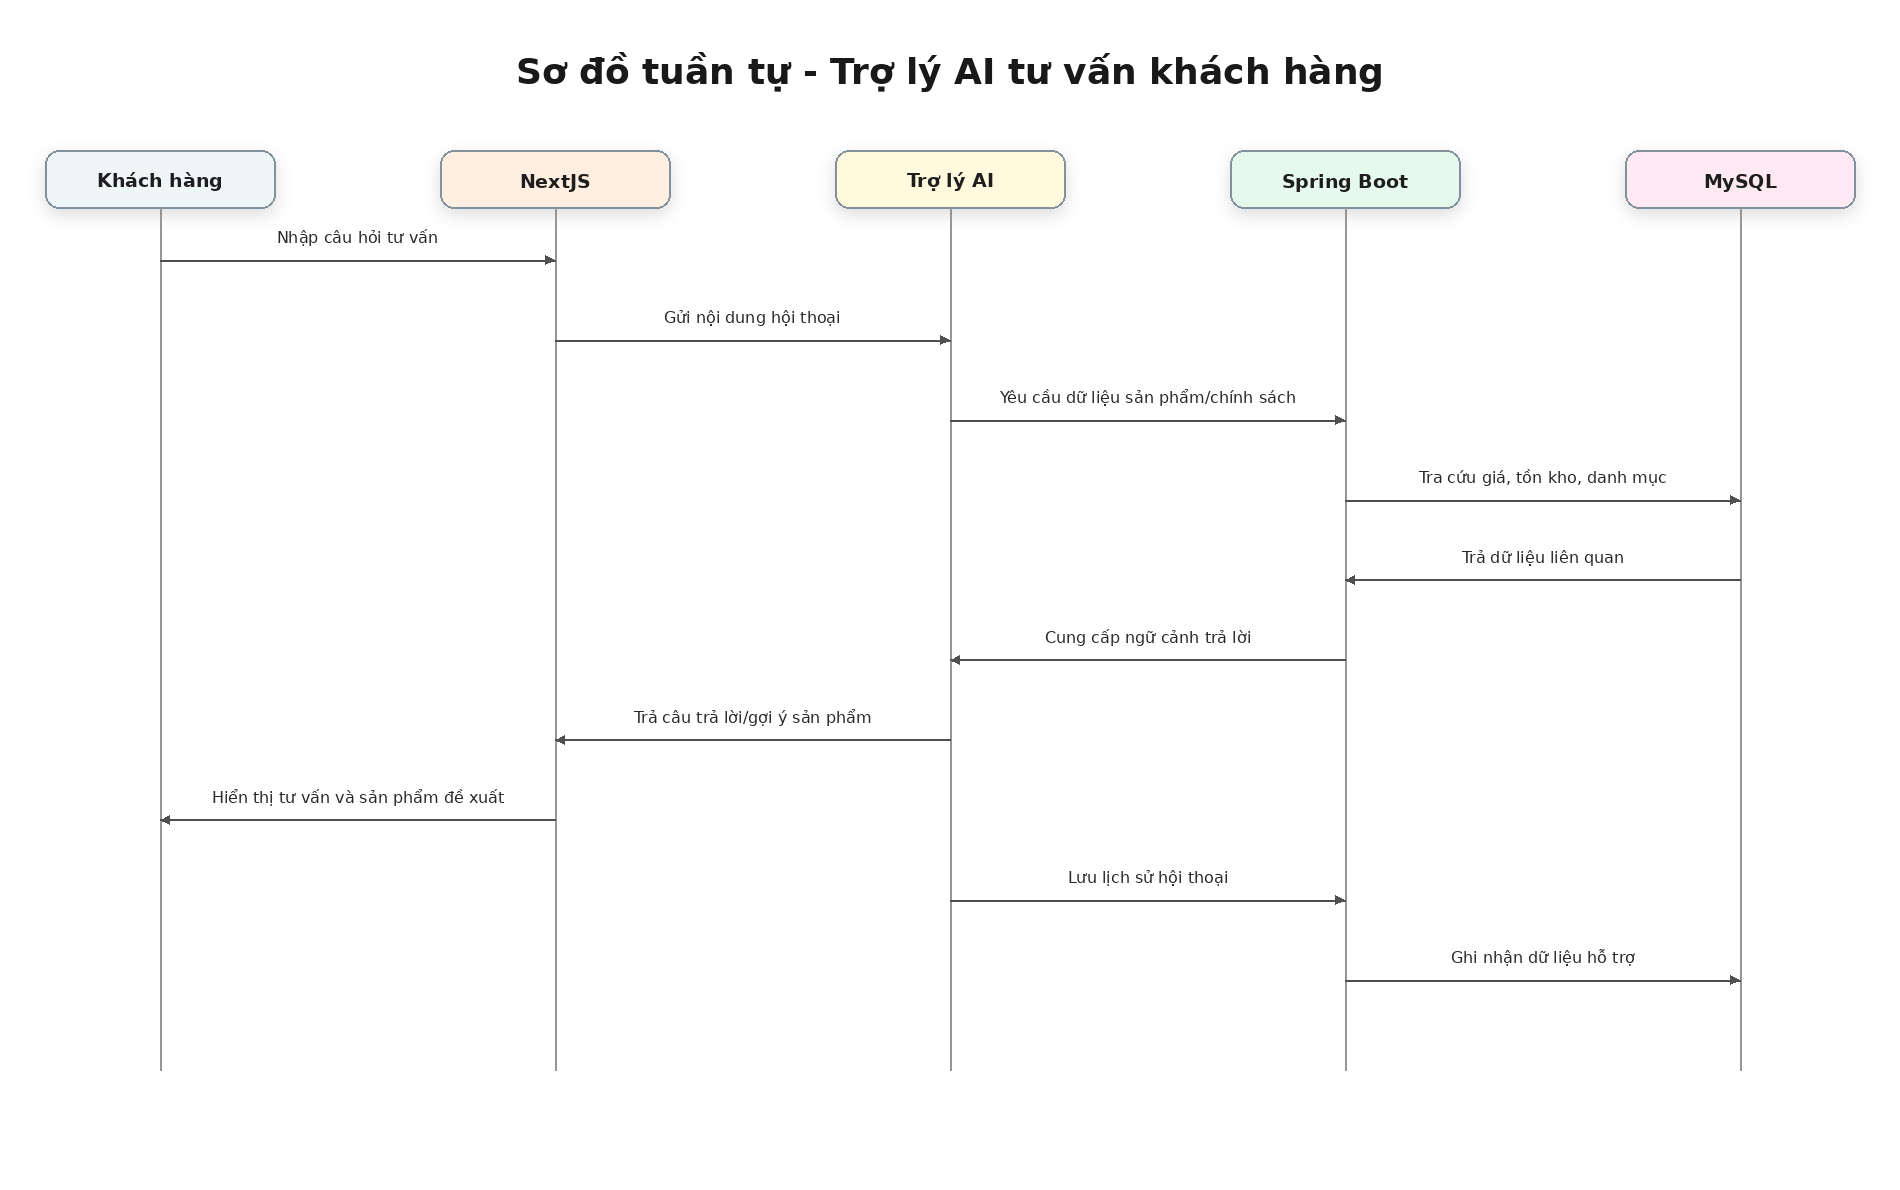 Sơ đồ tuần tự - Trợ lý AI tư vấn khách hàng
Khách hàng
NextJS
Trợ lý AI
Spring Boot
MySQL
Nhập câu hỏi tư vấn
Gửi nội dung hội thoại
Yêu cầu dữ liệu sản phẩm/chính sách
Tra cứu giá, tồn kho, danh mục
Trả dữ liệu liên quan
Cung cấp ngữ cảnh trả lời
Trả câu trả lời/gợi ý sản phẩm
Hiển thị tư vấn và sản phẩm đề xuất
Lưu lịch sử hội thoại
Ghi nhận dữ liệu hỗ trợ